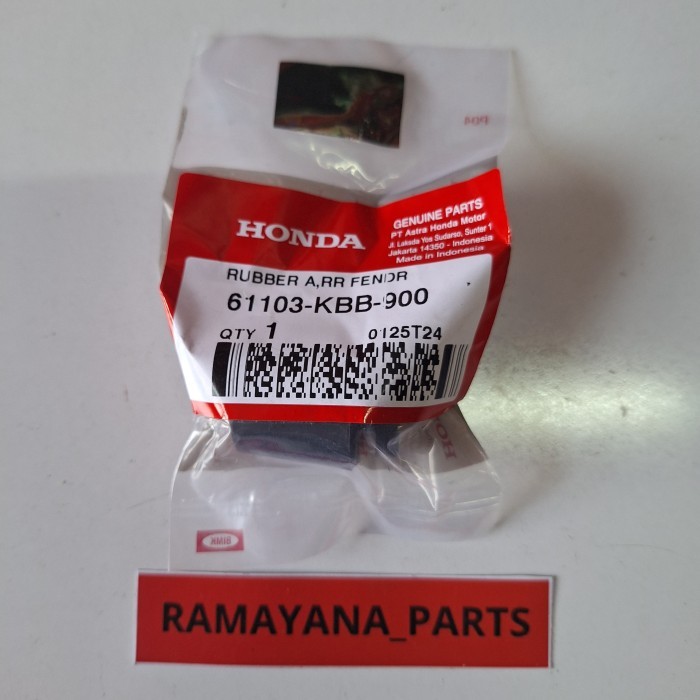 HONDA
GENUINE PARTS
PT Astra Honda Motor
Jl. Laksda Yos Sudarso, Sunter 1
Jakarta 14350 - Indonesia
Made in Indonesia
RUBBER A,RR FENDR
61103-KBB-900
QTY 1
0125T24
RAMAYANA_PARTS